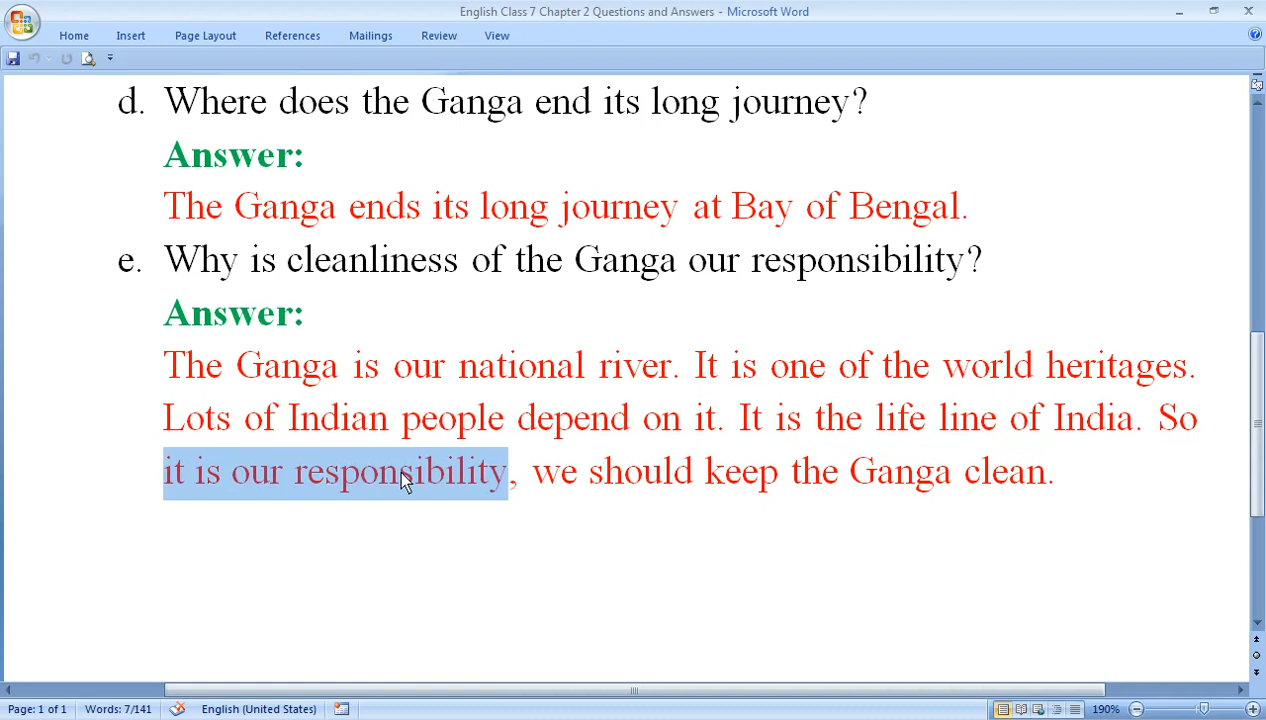 English Class 7 Chapter 2 Questions and Answers - Microsoft Word
Home Insert Page Layout References Mailings Review View
d. Where does the Ganga end its long journey?
Answer:
The Ganga ends its long journey at Bay of Bengal.
e. Why is cleanliness of the Ganga our responsibility?
Answer:
The Ganga is our national river. It is one of the world heritages.
Lots of Indian people depend on it. It is the life line of India. So
it is our responsibility, we should keep the Ganga clean.
Page: 1 of 1 Words: 7/141 English (United States) 190%